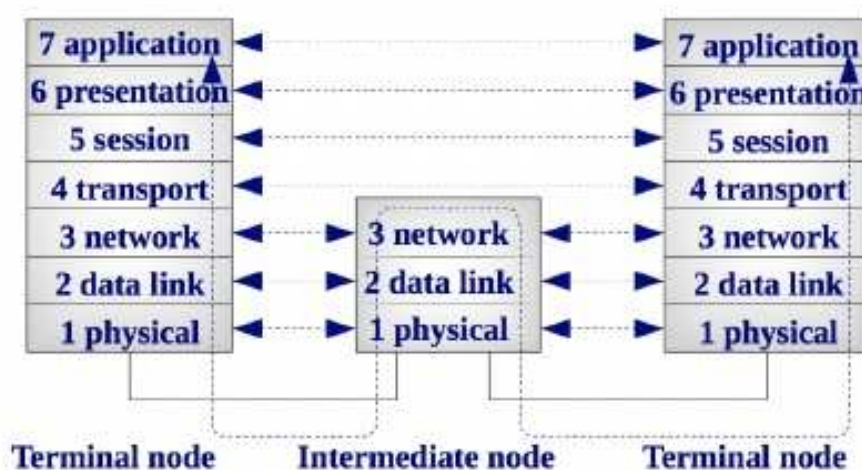 7 application
6 presentation
5 session
4 transport
3 network
2 data link
1 physical
3 network
2 data link
1 physical
7 application
6 presentation
5 session
4 transport
3 network
2 data link
1 physical
Terminal node
Intermediate node
Terminal node